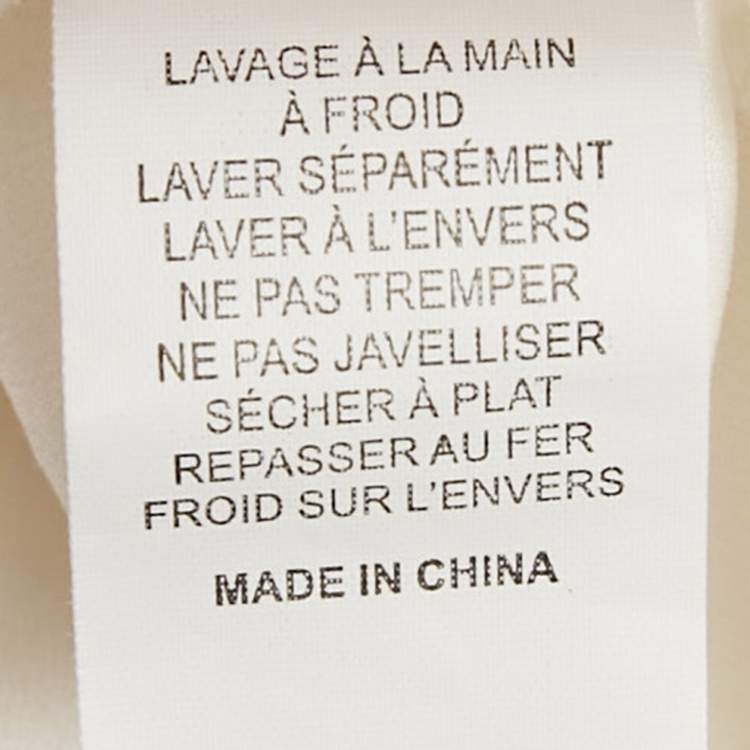 LAVAGE À LA MAIN
À FROID
LAVER SÉPARÉMENT
LAVER À L'ENVERS
NE PAS TREMPER
NE PAS JAVELLISER
SÉCHER À PLAT
REPASSER AU FER
FROID SUR L'ENVERS
MADE IN CHINA